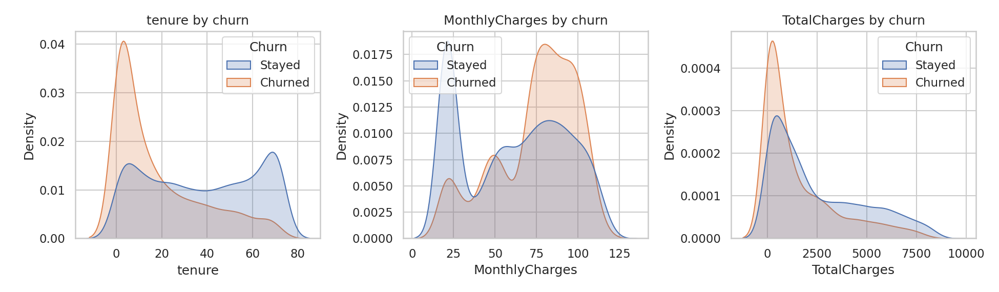 tenure by churn
0.04
0.03
0.02
0.01
0.00
Density
0
20
40
60
80
tenure
Churn
Stayed
Churned
MonthlyCharges by churn
0.0175
0.0150
0.0125
0.0100
0.0075
0.0050
0.0025
0.0000
Density
0
25
50
75
100
125
MonthlyCharges
Churn
Stayed
Churned
TotalCharges by churn
0.0004
0.0003
0.0002
0.0001
0.0000
Density
0
2500
5000
7500
10000
TotalCharges
Churn
Stayed
Churned